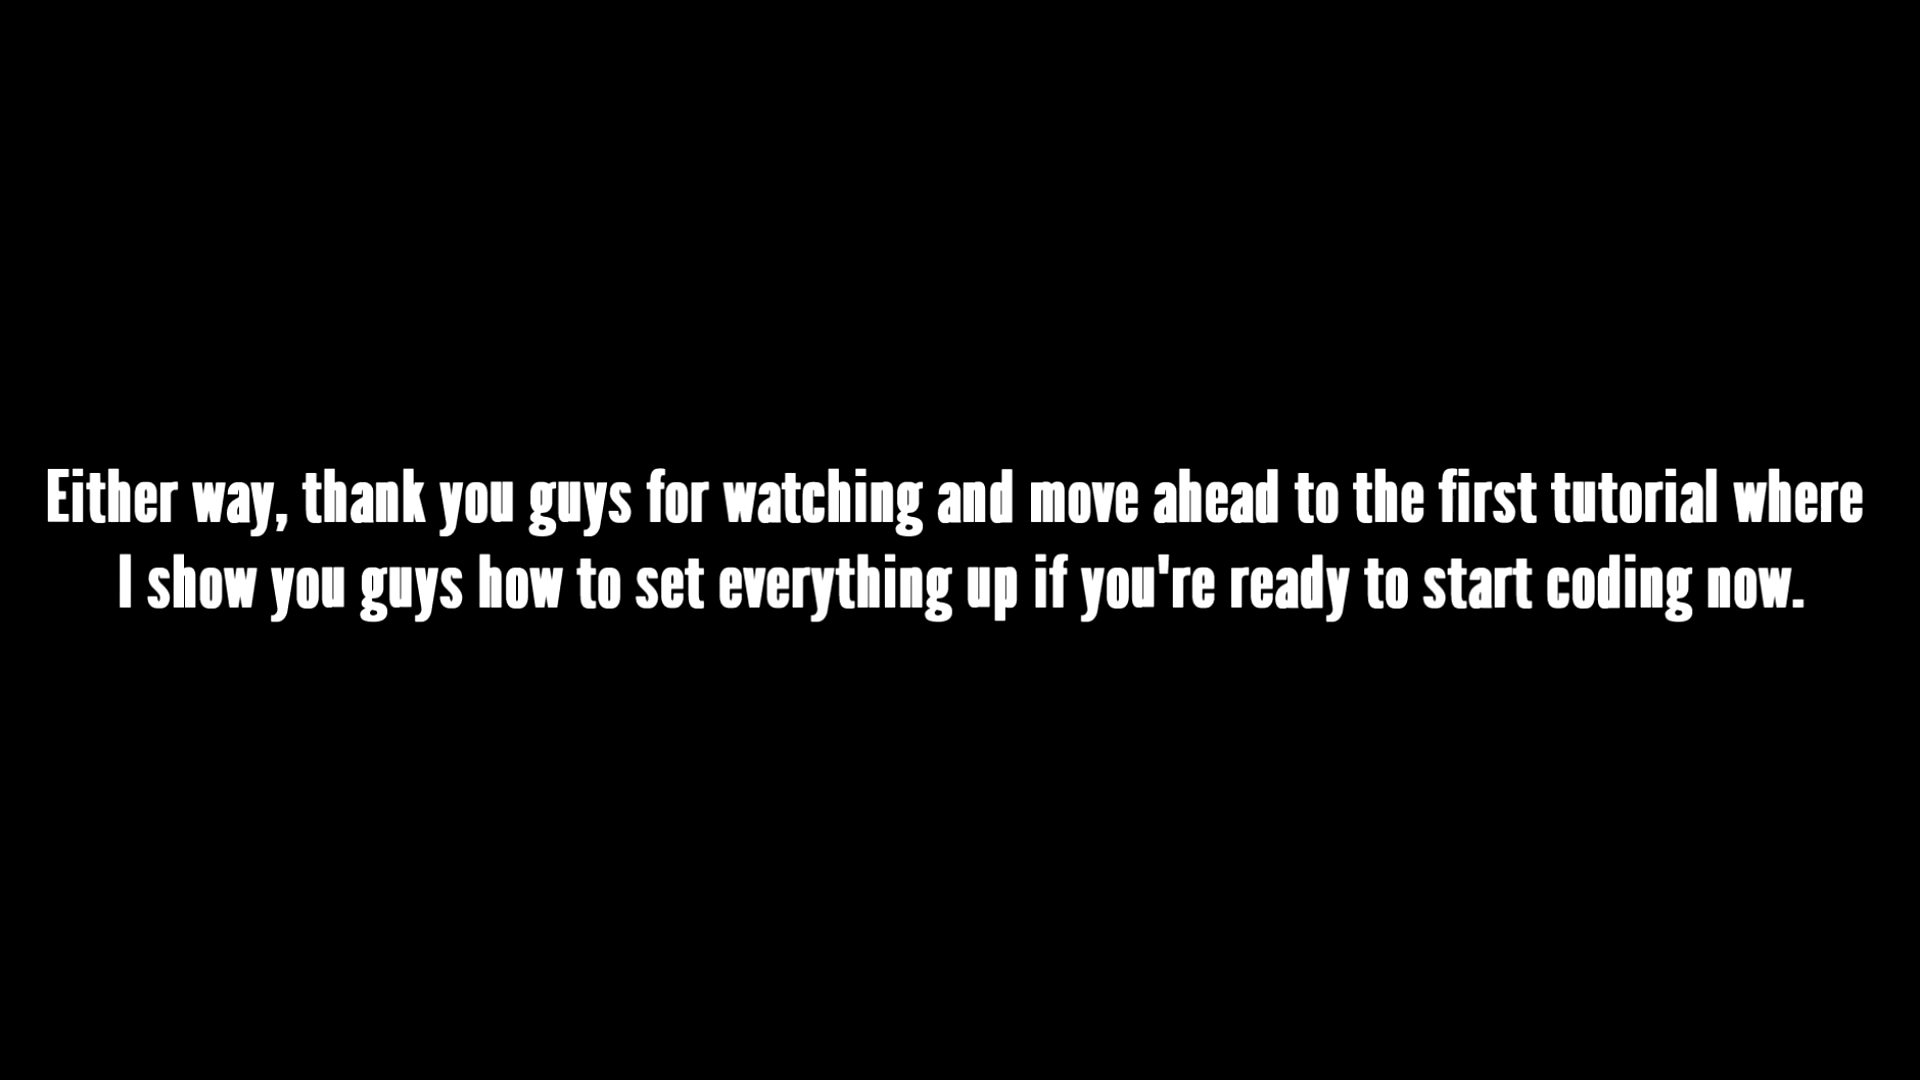 Either way, thank you guys for watching and move ahead to the first tutorial where
I show you guys how to set everything up if you're ready to start coding now.